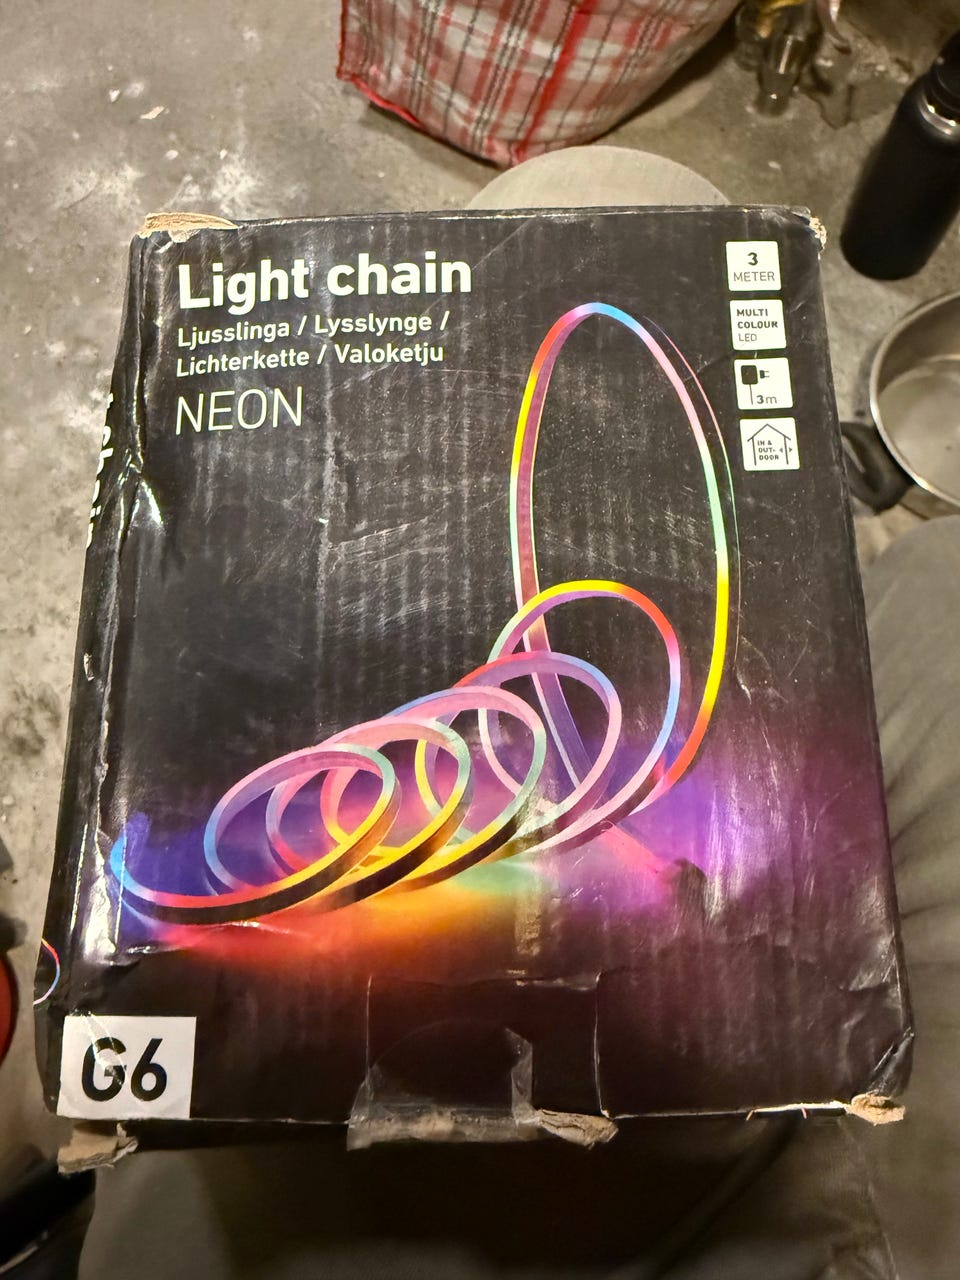 Light chain
Ljusslinga / Lysslynge /
Lichterkette / Valoketju
NEON
3
METER
MULTI
COLOUR
LED
3m
IN &
OUT-
DOOR
G6